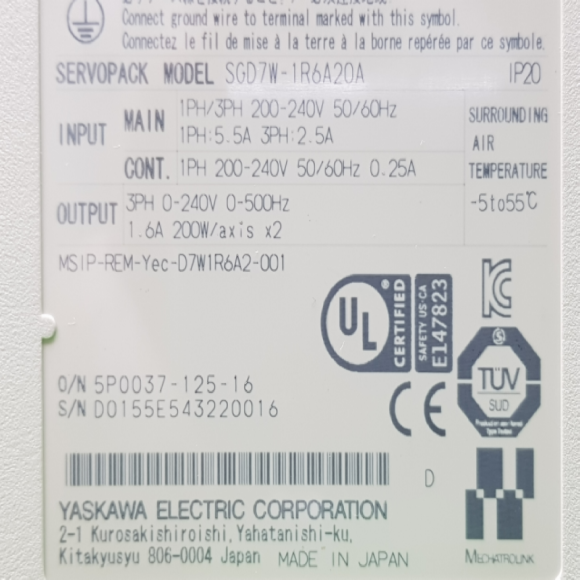 Connect ground wire to terminal marked with this symbol.
Connectez le fil de mise à la terre à la borne repérée par ce symbole.
SERVOPACK MODEL SGD7W-1R6A20A IP20
INPUT MAIN 1PH/3PH 200-240V 50/60Hz
1PH:5.5A 3PH:2.5A
CONT. 1PH 200-240V 50/60Hz 0.25A
SURROUNDING
AIR
TEMPERATURE
-5to55℃
OUTPUT 3PH 0-240V 0-500Hz
1.6A 200W/axis x2
MSIP-REM-Yec-D7W1R6A2-001
UL ®
CERTIFIED
SAFETY US-CA
E147823
KC
TÜV
SUD
O/N 5P0037-125-16
S/N D0155E543220016
CE
D
YASKAWA ELECTRIC CORPORATION
2-1 Kurosakishiroishi, Yahatanishi-ku,
Kitakyusyu 806-0004 Japan MADE IN JAPAN
MECHATROLINK